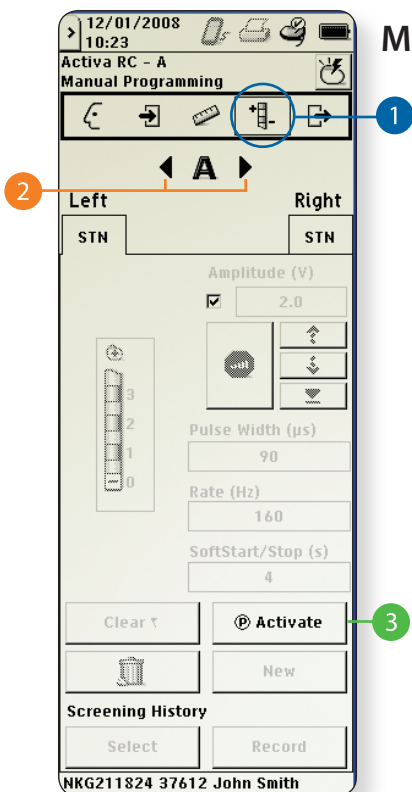 12/01/2008
10:23
M
Activa RC - A
Manual Programming
1
A
2
Left Right
STN STN
Amplitude (V)
2.0
3
2
1
0
Pulse Width (µs)
90
Rate (Hz)
160
SoftStart/Stop (s)
4
Clear
Ⓟ Activate
3
New
Screening History
Select Record
NKG211824 37612 John Smith